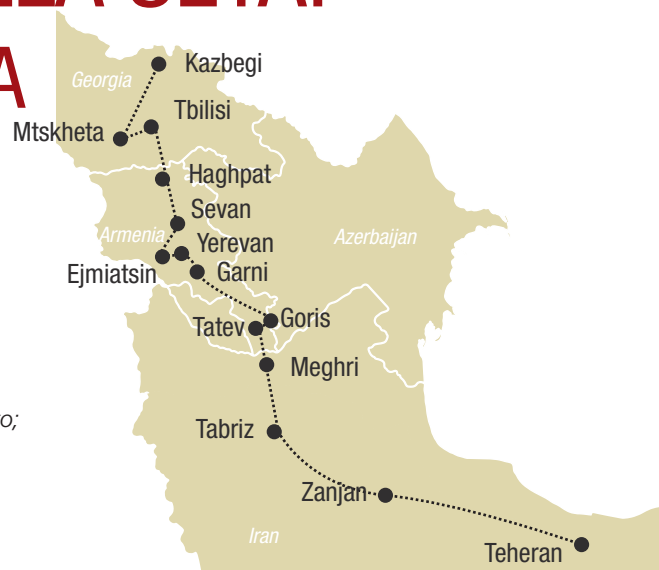 A
Georgia
Kazbegi
Tbilisi
Mtskheta
Haghpat
Sevan
Armenia
Azerbaijan
Yerevan
Ejmiatsin
Garni
Tatev
Goris
Meghri
Tabriz
Zanjan
Iran
Teheran